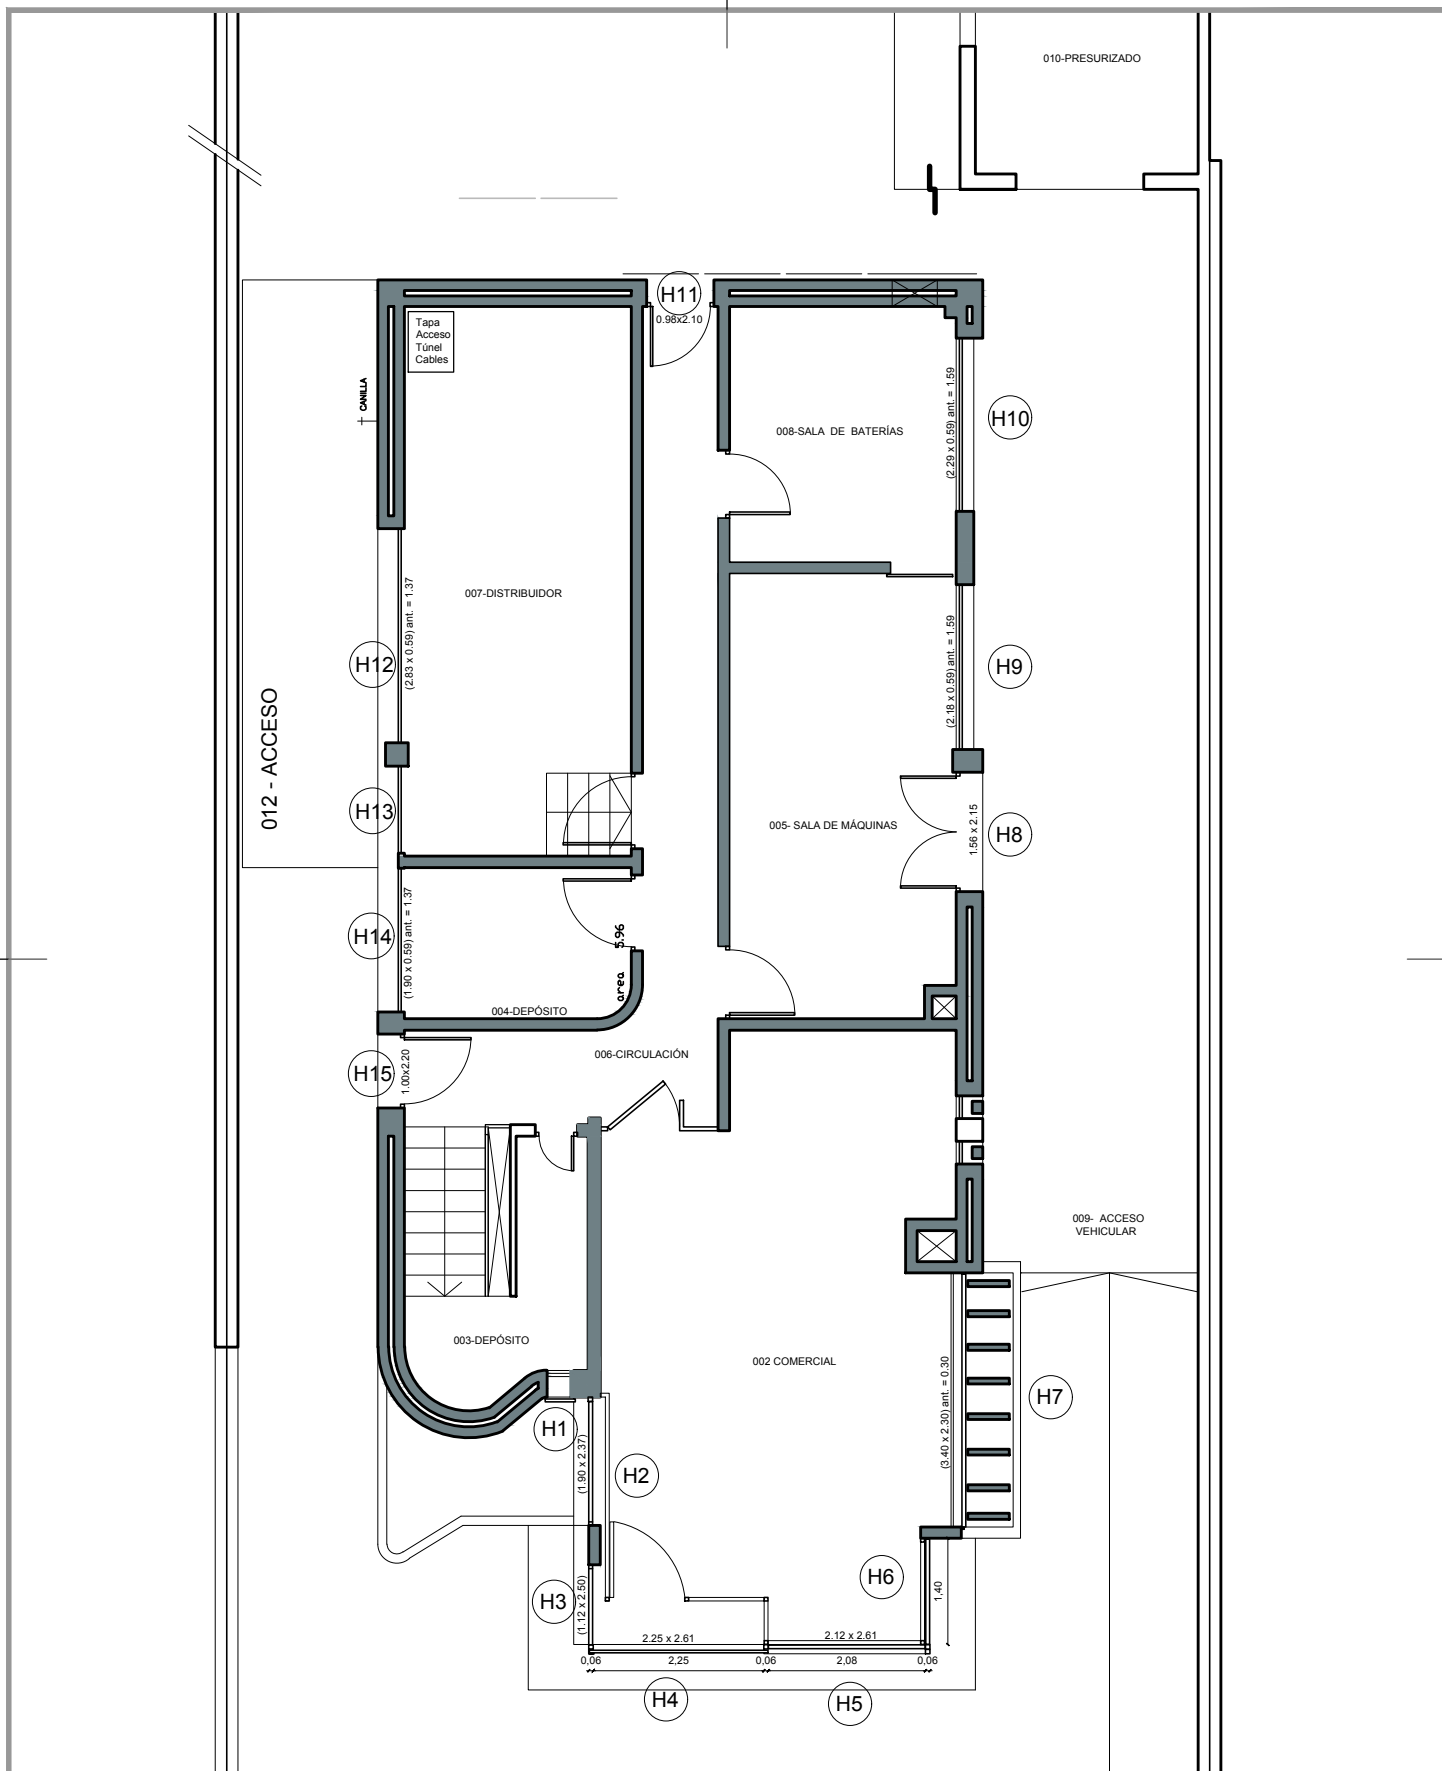 010-PRESURIZADO
H11
0.98x2.10
Tapa
Acceso
Túnel
Cables
CANILLA
008-SALA DE BATERÍAS
(2.29 x 0.59) ant. = 1.59
H10
007-DISTRIBUIDOR
(2.83 x 0.59) ant. = 1.37
H12
(2.18 x 0.59) ant. = 1.59
H9
012 - ACCESO
H13
005- SALA DE MÁQUINAS
1.56 x 2.15
H8
H14
(1.90 x 0.59) ant. = 1.37
area 5.96
004-DEPÓSITO
006-CIRCULACIÓN
H15
1.00x2.20
009- ACCESO
VEHICULAR
003-DEPÓSITO
002 COMERCIAL
(3.40 x 2.30) ant. = 0.30
H7
H1
(1.90 x 2.37)
H2
H3
(1.12 x 2.50)
H6
1,40
2.25 x 2.61
2.12 x 2.61
0,06
2,25
0,06
2,08
0,06
H4
H5